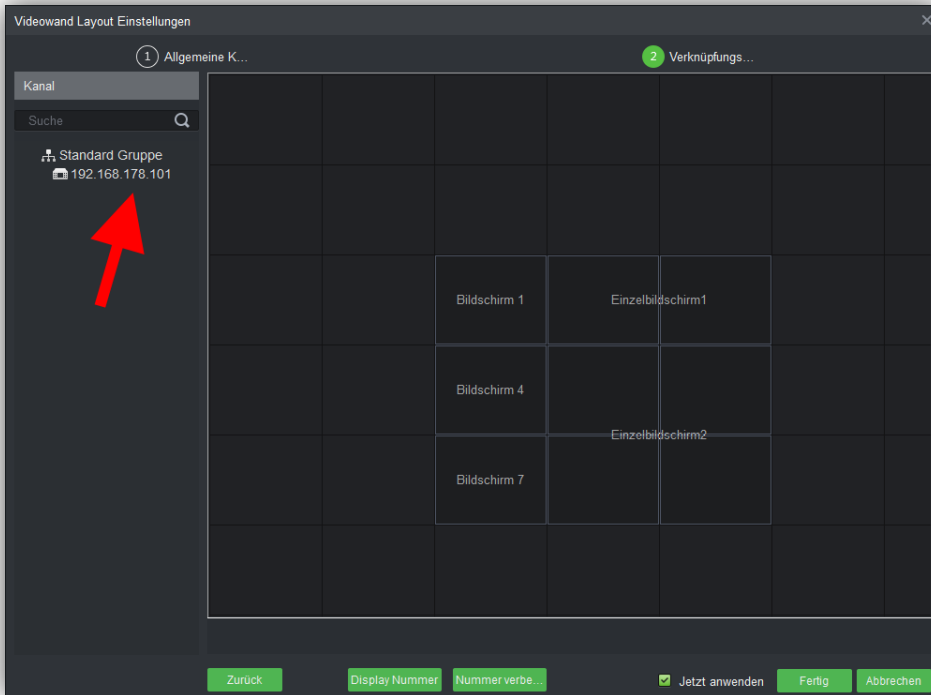 Videowand Layout Einstellungen
1 Allgemeine K...
2 Verknüpfungs...
Kanal
Suche
Standard Gruppe
192.168.178.101
Bildschirm 1
Einzelbildschirm1
Bildschirm 4
Einzelbildschirm2
Bildschirm 7
Zurück
Display Nummer
Nummer verbe...
Jetzt anwenden
Fertig
Abbrechen